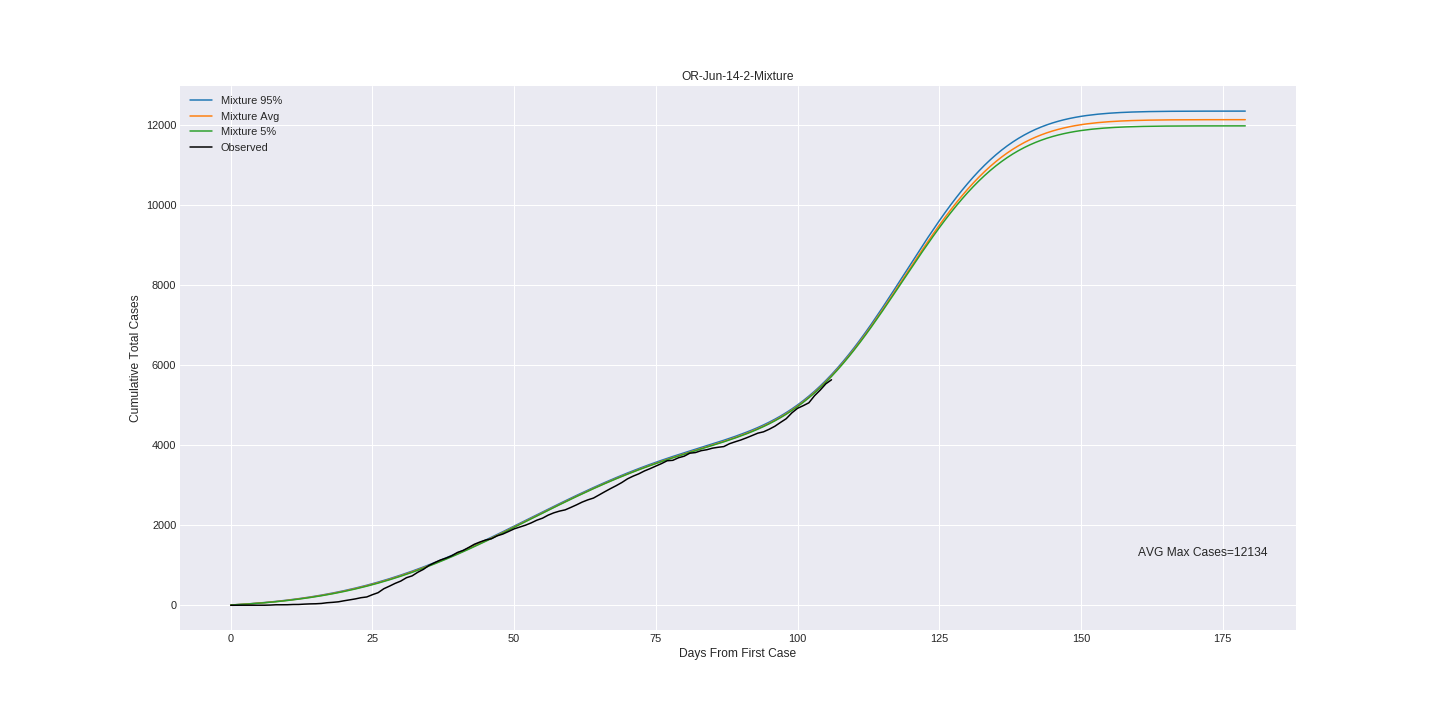 OR-Jun-14-2-Mixture
Mixture 95%
Mixture Avg
Mixture 5%
Observed
12000
10000
8000
6000
4000
2000
0
Cumulative Total Cases
AVG Max Cases=12134
0 25 50 75 100 125 150 175
Days From First Case